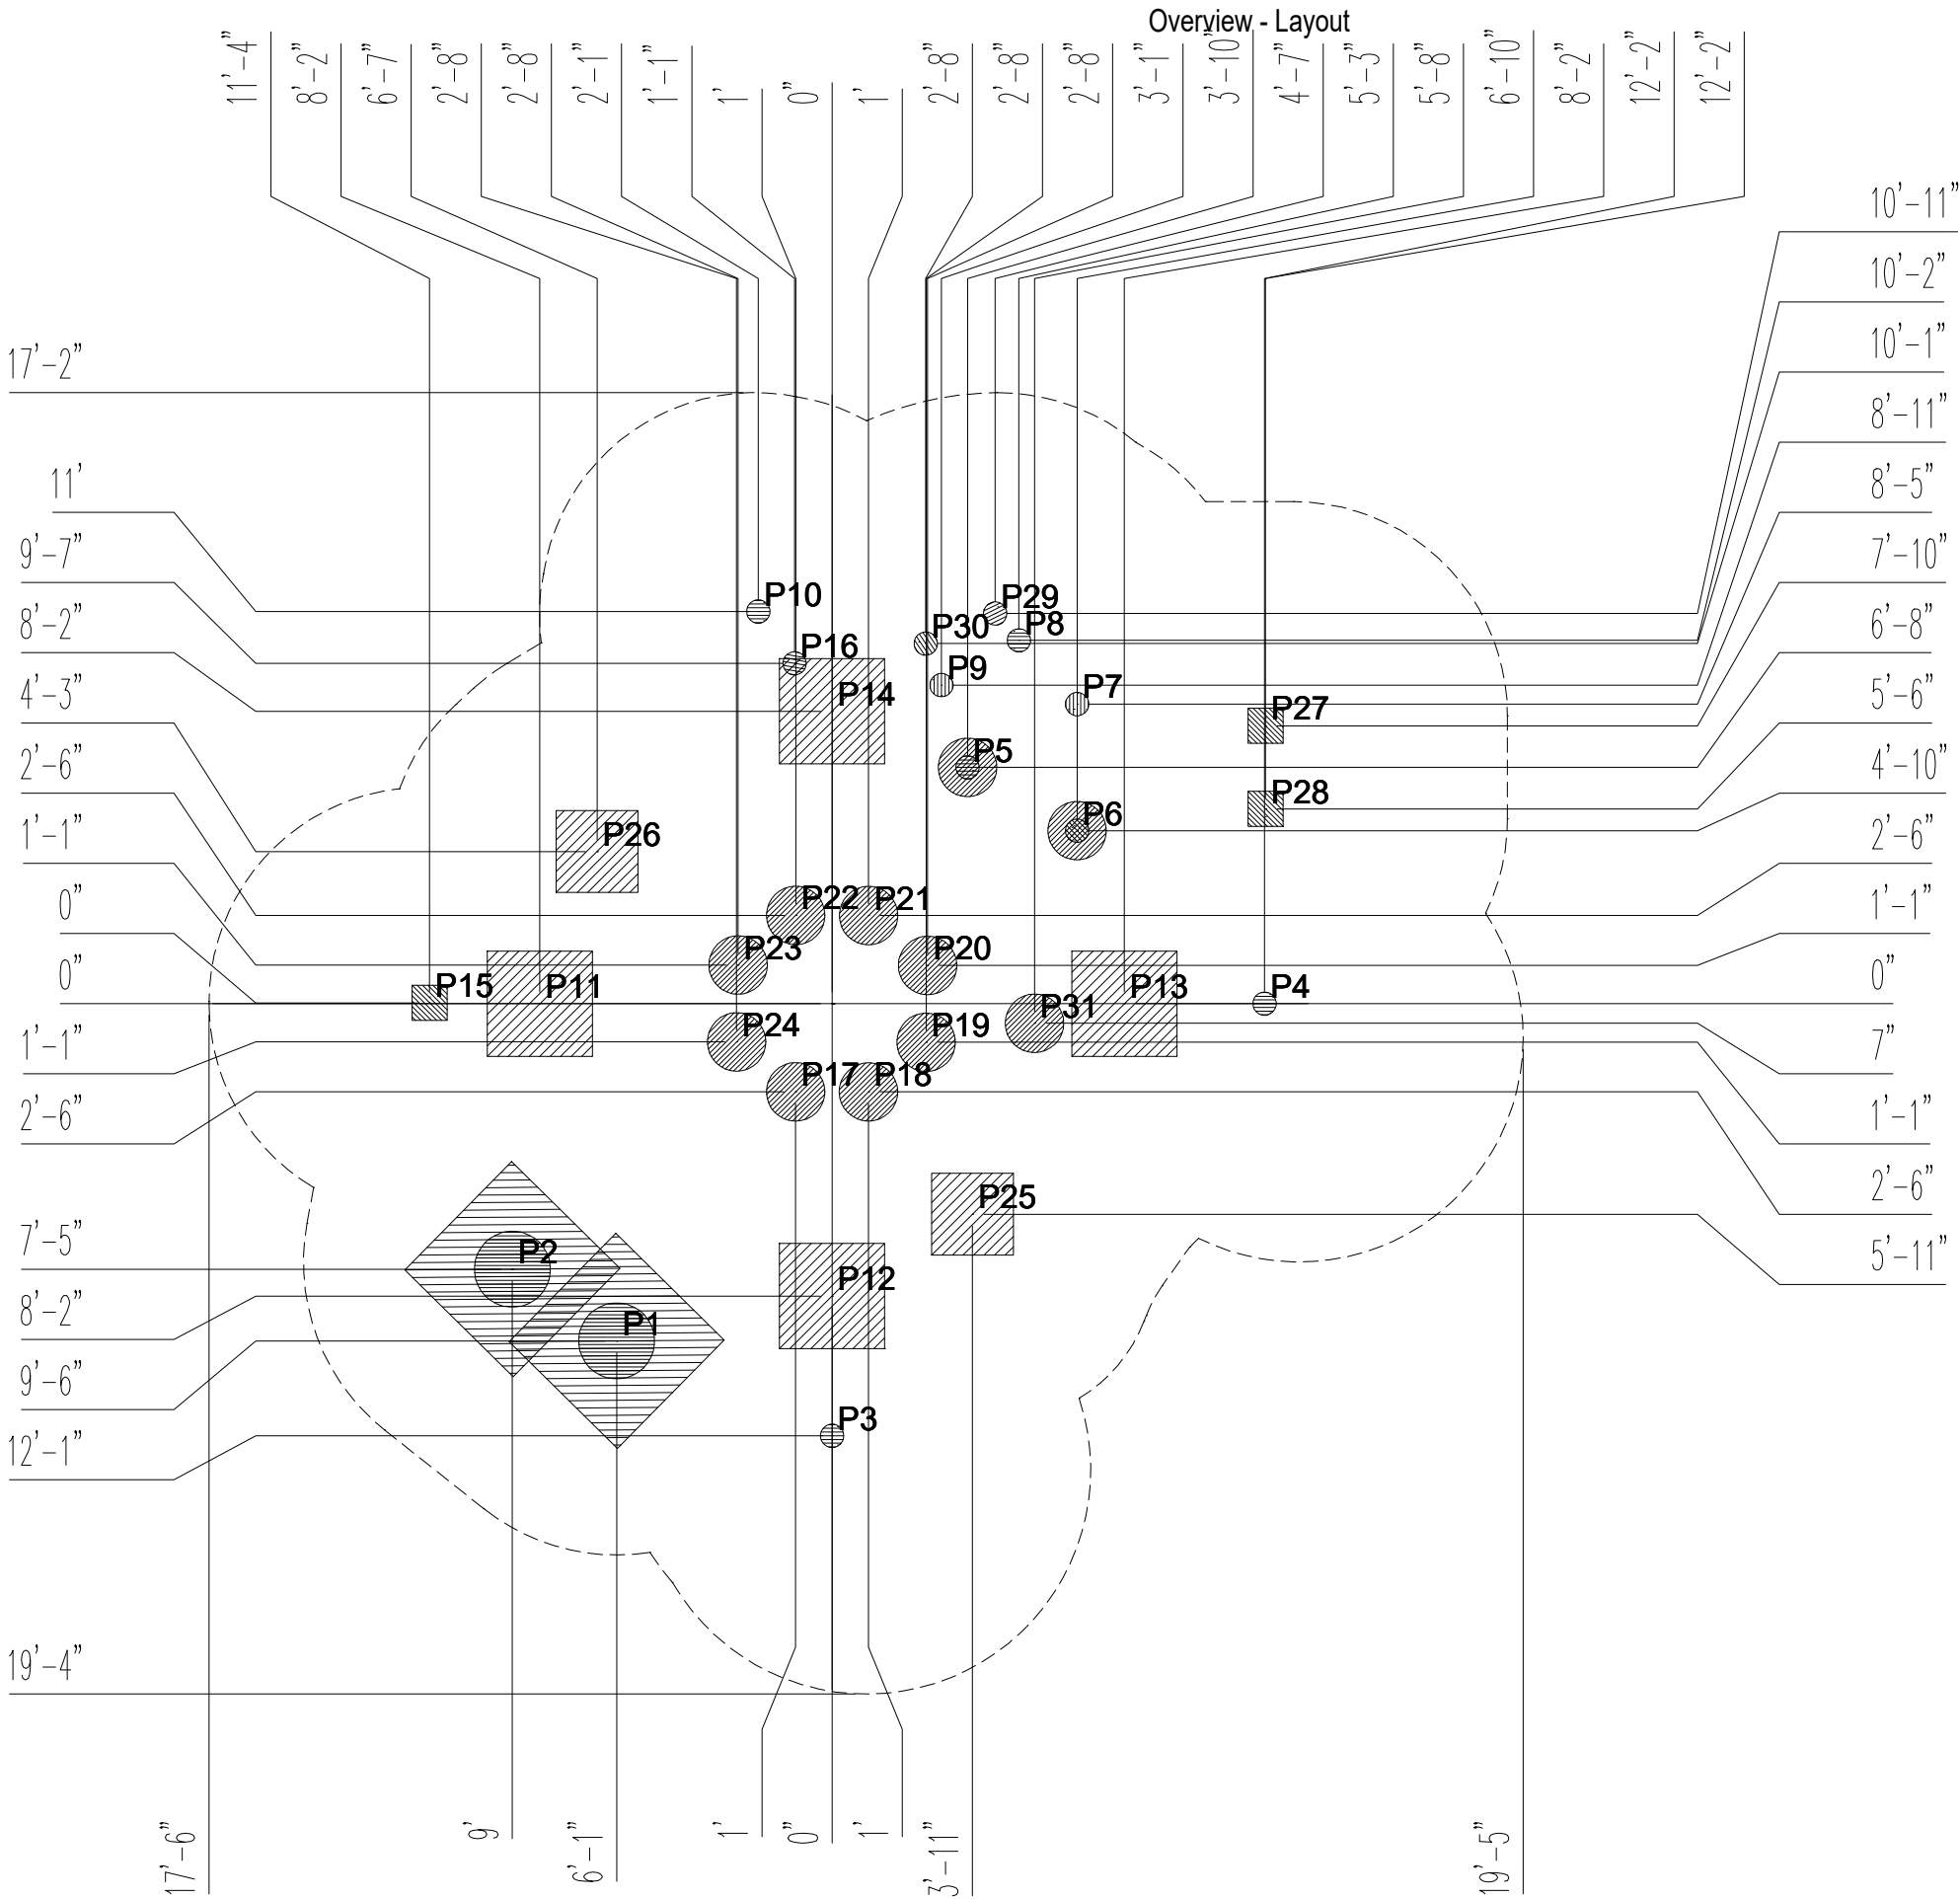 Overview - Layout
11'-4"
8'-2"
6'-7"
2'-8"
2'-8"
2'-1"
1'-1"
1'
0"
1'
2'-8"
2'-8"
2'-8"
3'-1"
3'-10"
4'-7"
5'-3"
5'-8"
6'-10"
8'-2"
12'-2"
12'-2"
17'-2"
11'
9'-7"
8'-2"
4'-3"
2'-6"
1'-1"
0"
0"
1'-1"
2'-6"
7'-5"
8'-2"
9'-6"
12'-1"
19'-4"
P10
P29
P30
P8
P16
P9
P14
P7
P27
P5
P28
P26
P6
P22
P21
P23
P20
P15
P11
P31
P13
P4
P24
P19
P17
P18
P25
P2
P12
P1
P3
10'-11"
10'-2"
10'-1"
8'-11"
8'-5"
7'-10"
6'-8"
5'-6"
4'-10"
2'-6"
1'-1"
0"
7"
1'-1"
2'-6"
5'-11"
17'-6"
9'
6'-1"
1'
0"
1'
3'-11"
19'-5"